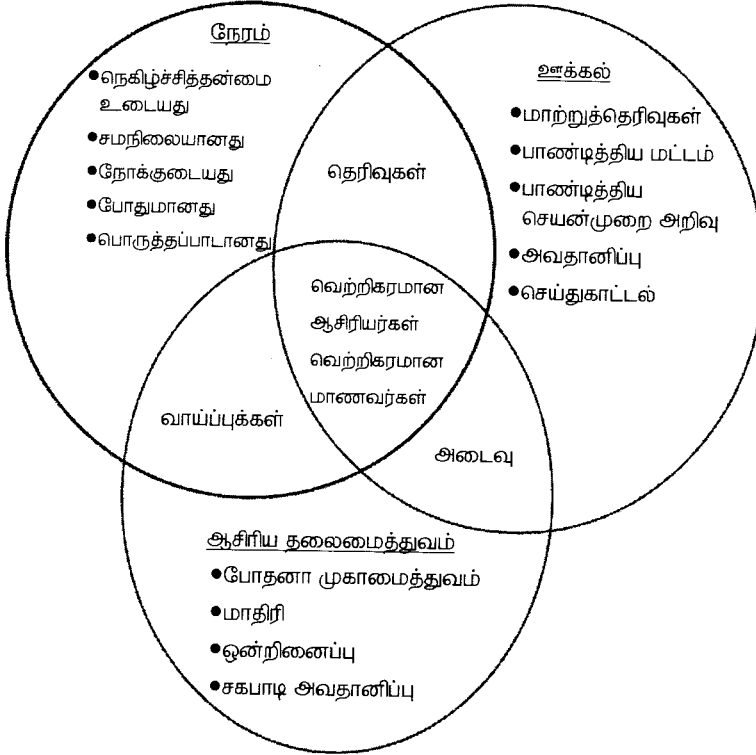 நேரம்
●நெகிழ்ச்சித்தன்மை
உடையது
●சமநிலையானது
●நோக்குடையது
●போதுமானது
●பொருத்தப்பாடானது
ஊக்கல்
●மாற்றுத்தெரிவுகள்
●பாண்டித்திய மட்டம்
●பாண்டித்திய
செயன்முறை அறிவு
●அவதானிப்பு
●செய்துகாட்டல்
தெரிவுகள்
வெற்றிகரமான
ஆசிரியர்கள்
வெற்றிகரமான
மாணவர்கள்
வாய்ப்புக்கள்
அடைவு
ஆசிரிய தலைமைத்துவம்
●போதனா முகாமைத்துவம்
●மாதிரி
●ஒன்றினைப்பு
●சகபாடி அவதானிப்பு